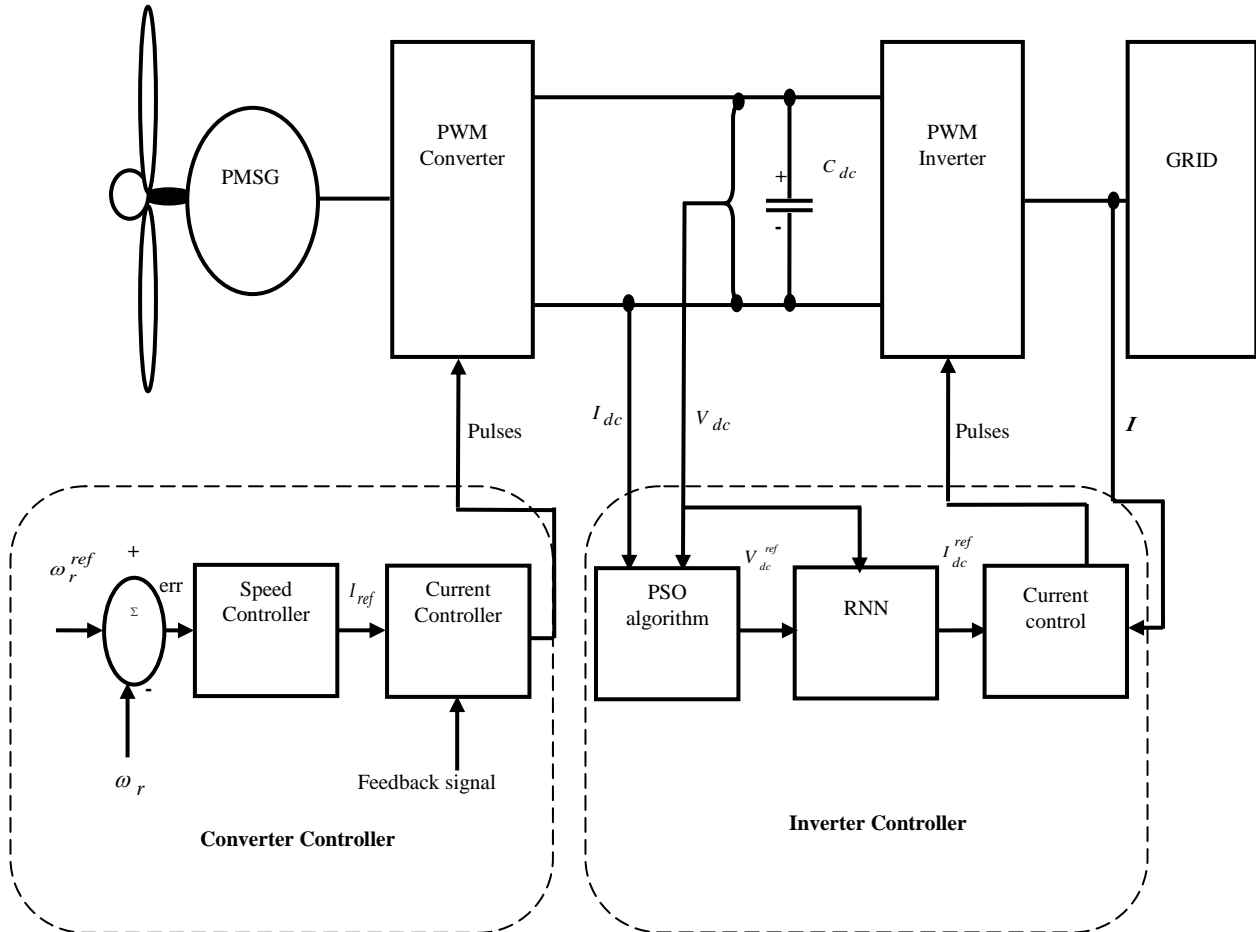 PMSG
PWM
Converter
+
-
C dc
PWM
Inverter
GRID
Pulses
I dc
V dc
Pulses
I
ω r ref
+
Σ
-
err
ω r
Speed
Controller
I ref
Current
Controller
Feedback signal
Converter Controller
PSO
algorithm
V dc ref
RNN
I dc ref
Current
control
Inverter Controller